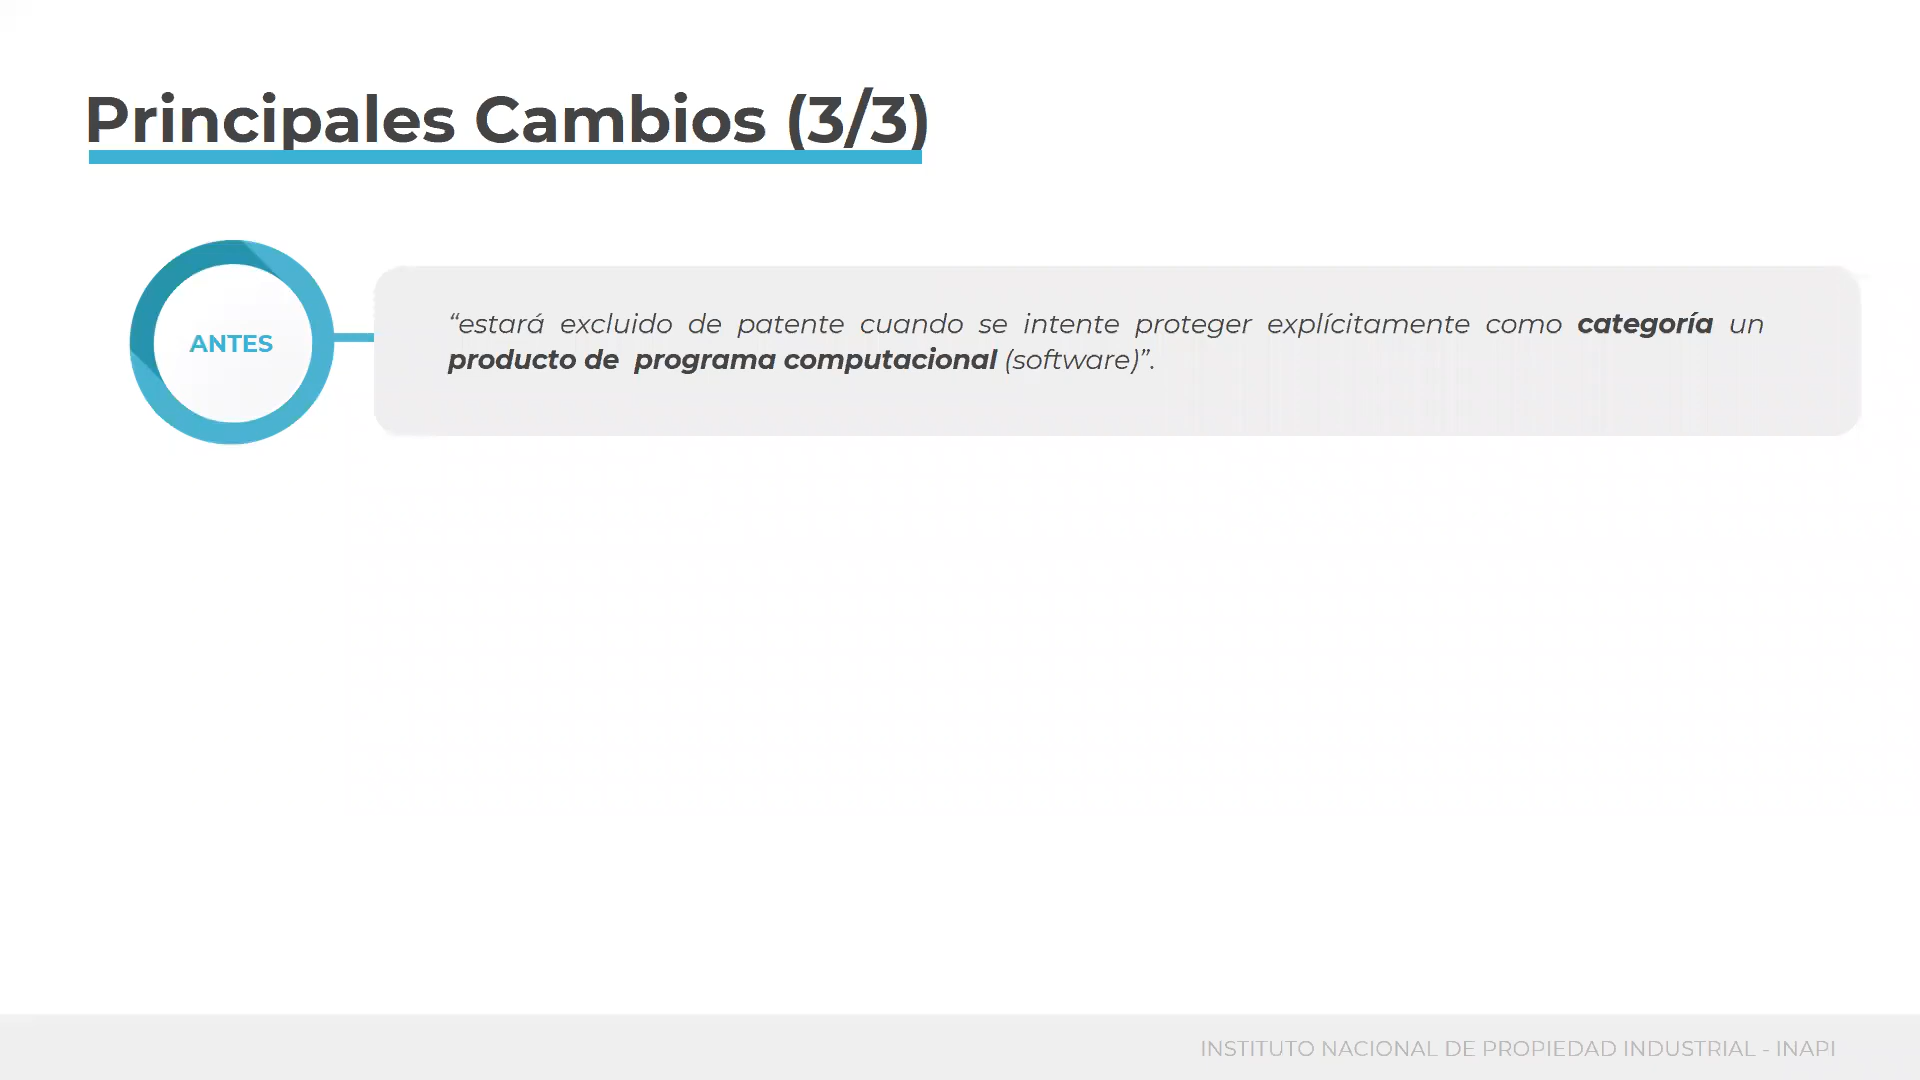 Principales Cambios (3/3)
ANTES
“estará excluido de patente cuando se intente proteger explícitamente como categoría un
producto de programa computacional (software)”.
INSTITUTO NACIONAL DE PROPIEDAD INDUSTRIAL - INAPI